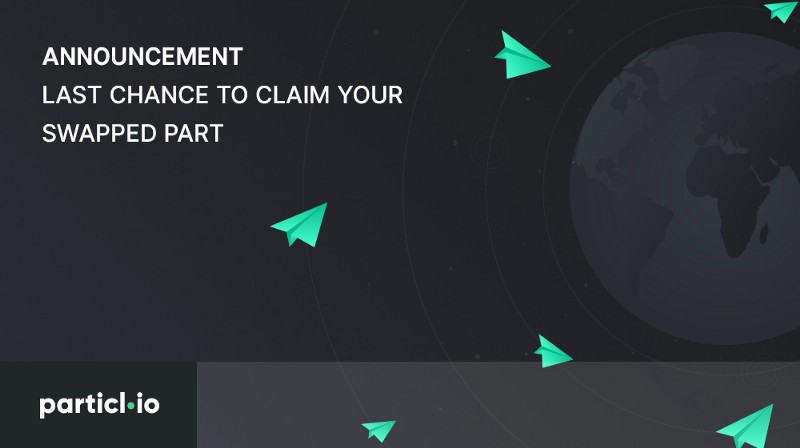 ANNOUNCEMENT
LAST CHANCE TO CLAIM YOUR
SWAPPED PART
particl.io